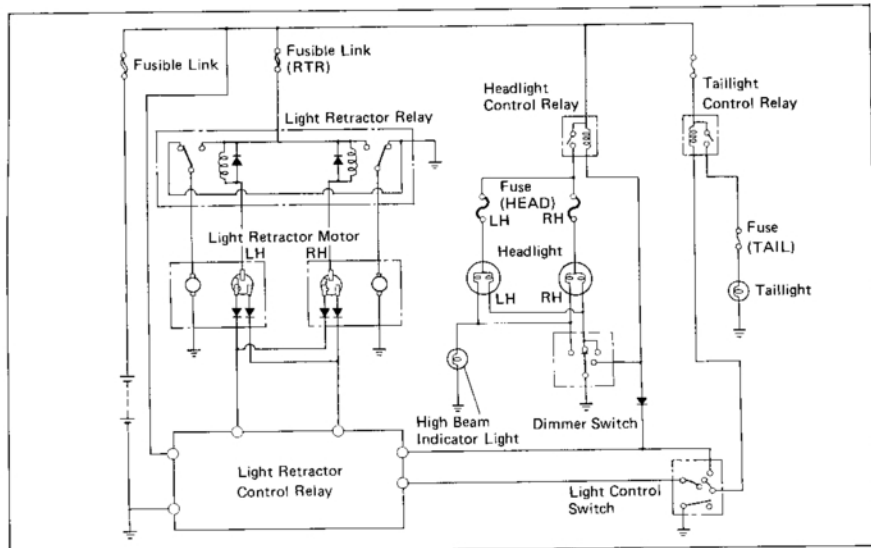 Fusible Link
Fusible Link
(RTR)
Headlight
Control Relay
Taillight
Control Relay
Light Retractor Relay
Fuse
(HEAD)
LH
RH
Fuse
(TAIL)
Light Retractor Motor
LH
RH
Headlight
LH
RH
Taillight
High Beam
Indicator Light
Dimmer Switch
Light Retractor
Control Relay
Light Control
Switch